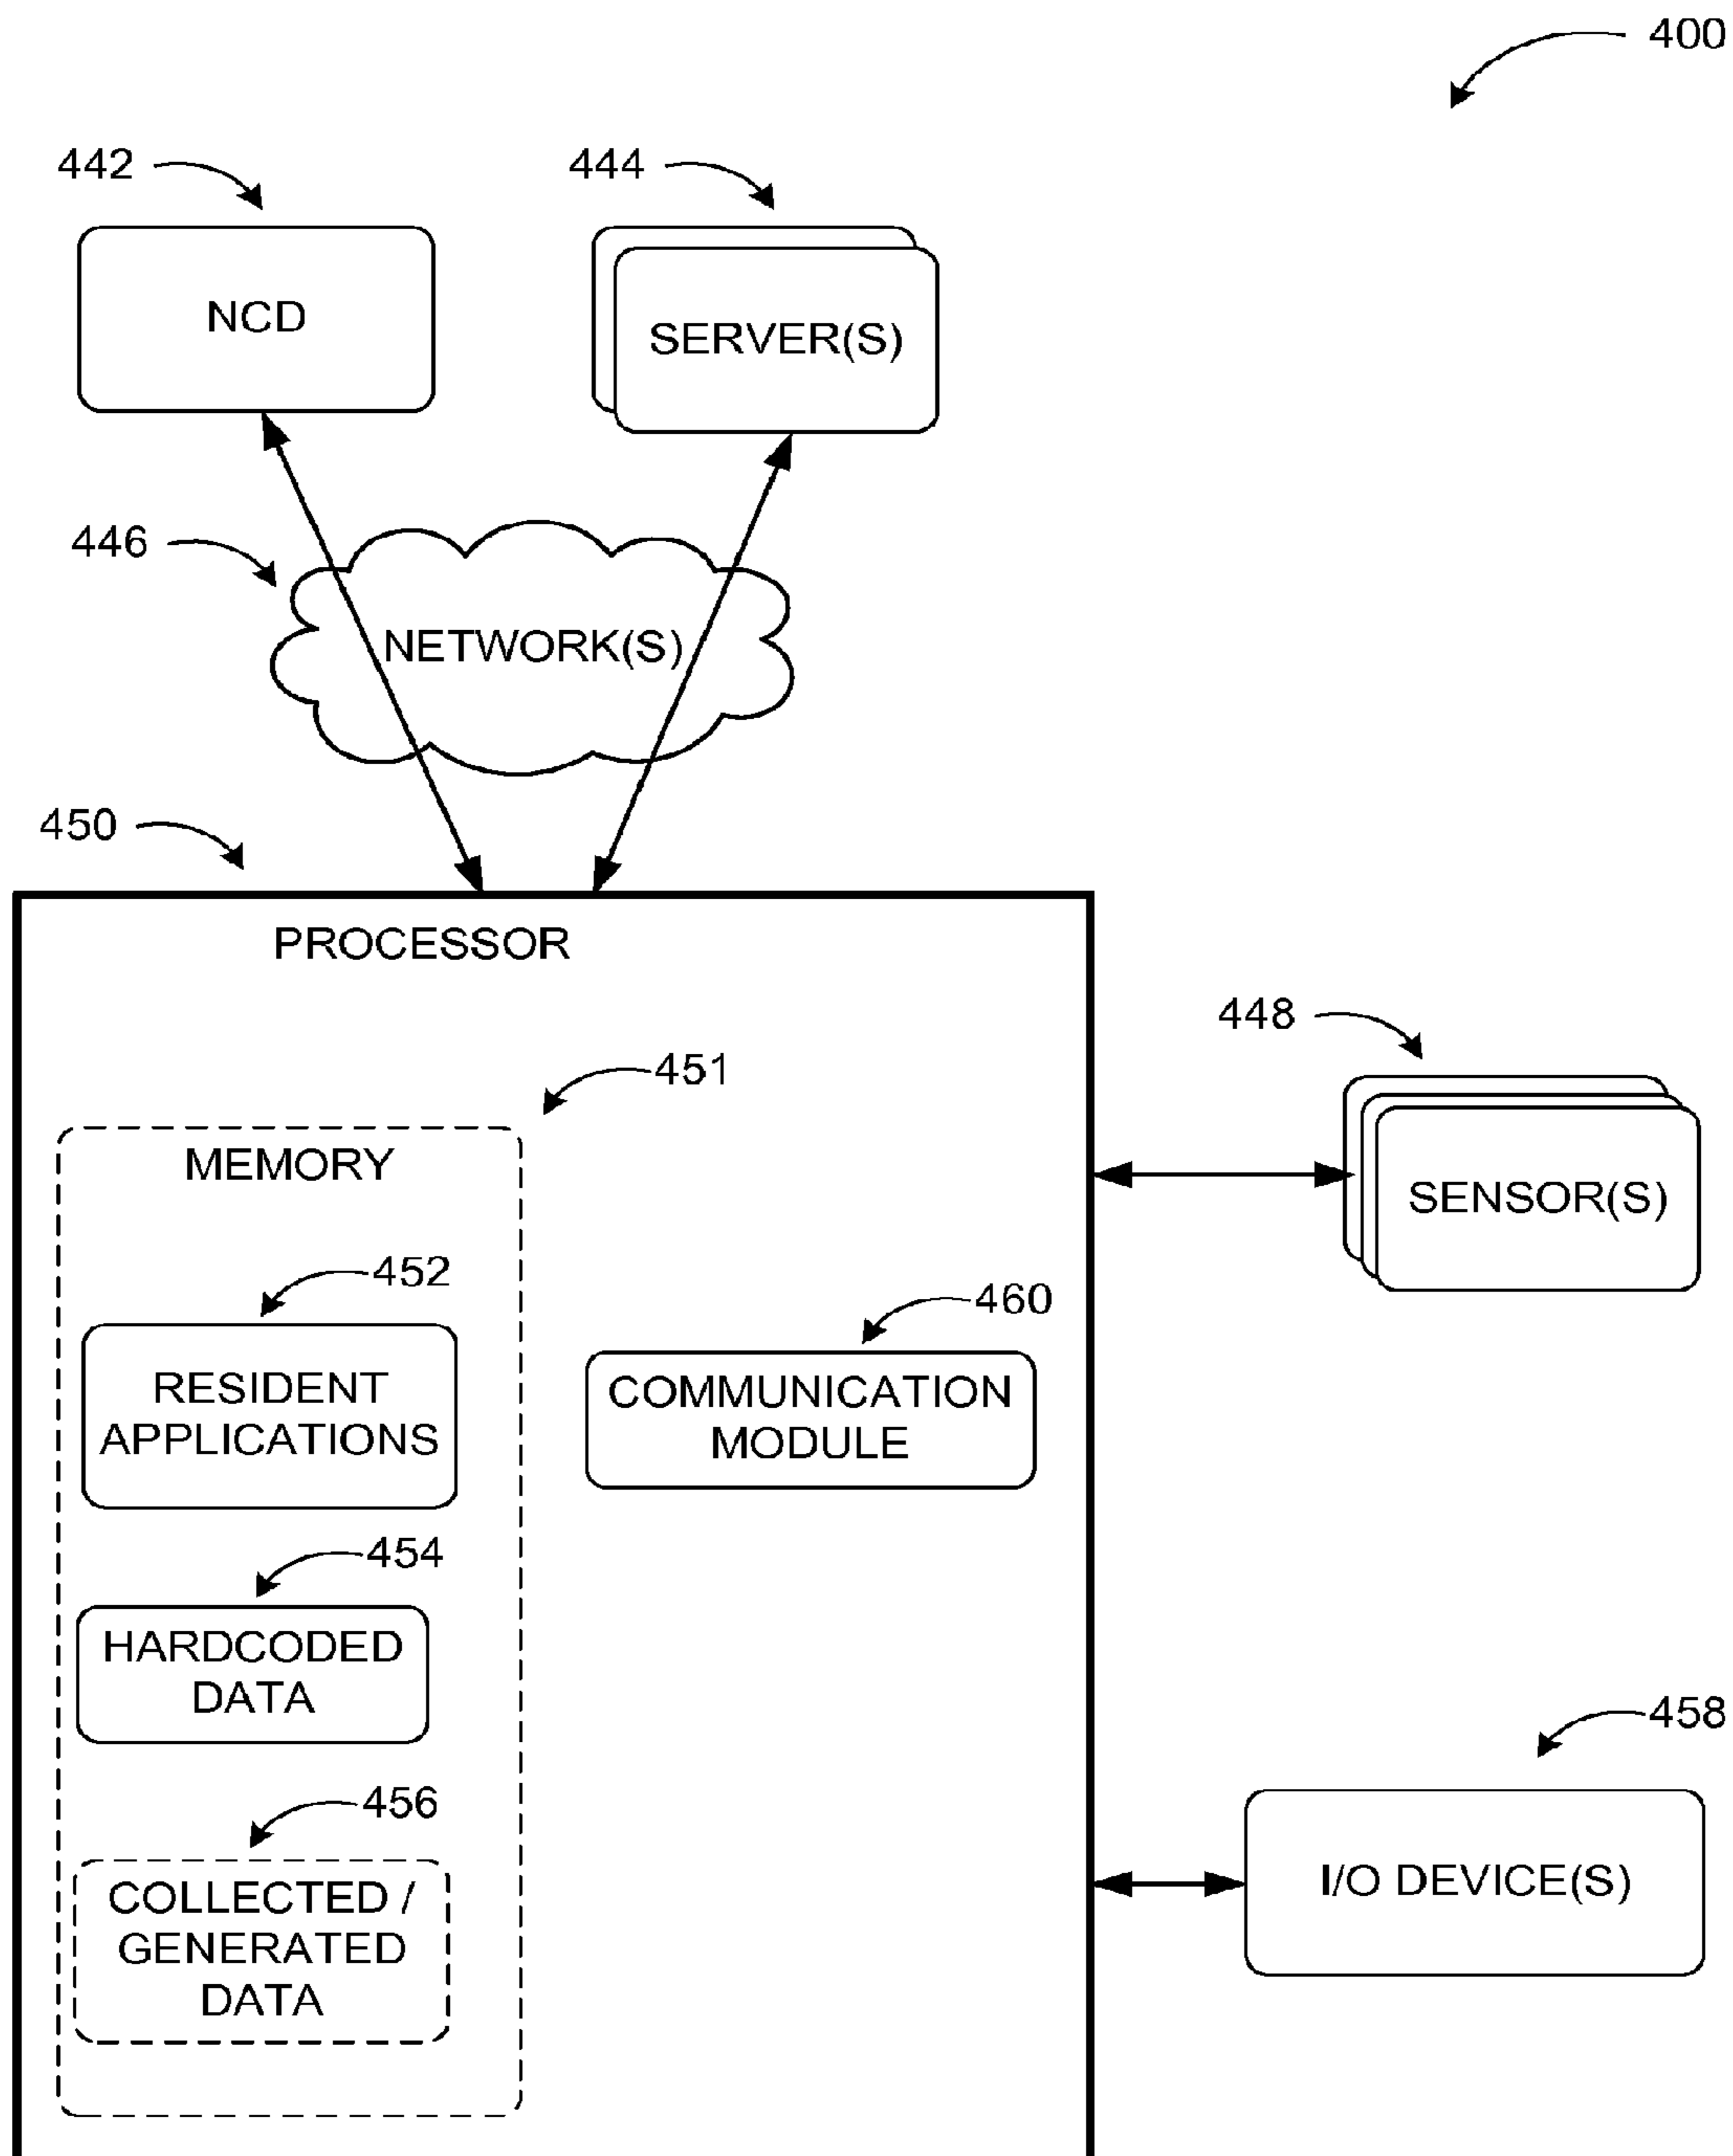 400
442
444
NCD
SERVER(S)
446
NETWORK(S)
450
PROCESSOR
448
451
MEMORY
SENSOR(S)
452
460
RESIDENT
APPLICATIONS
COMMUNICATION
MODULE
454
HARDCODED
DATA
458
456
I/O DEVICE(S)
COLLECTED /
GENERATED
DATA